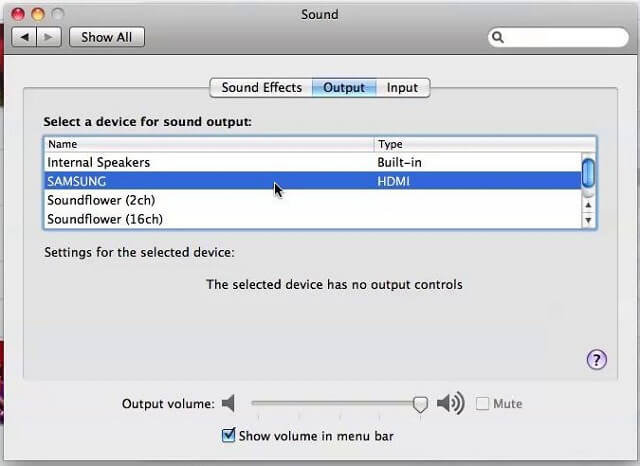 Sound
Show All
Sound Effects Output Input
Select a device for sound output:
Name Type
Internal Speakers Built-in
SAMSUNG HDMI
Soundflower (2ch)
Soundflower (16ch)
Settings for the selected device:
The selected device has no output controls
?
Output volume: Mute
Show volume in menu bar